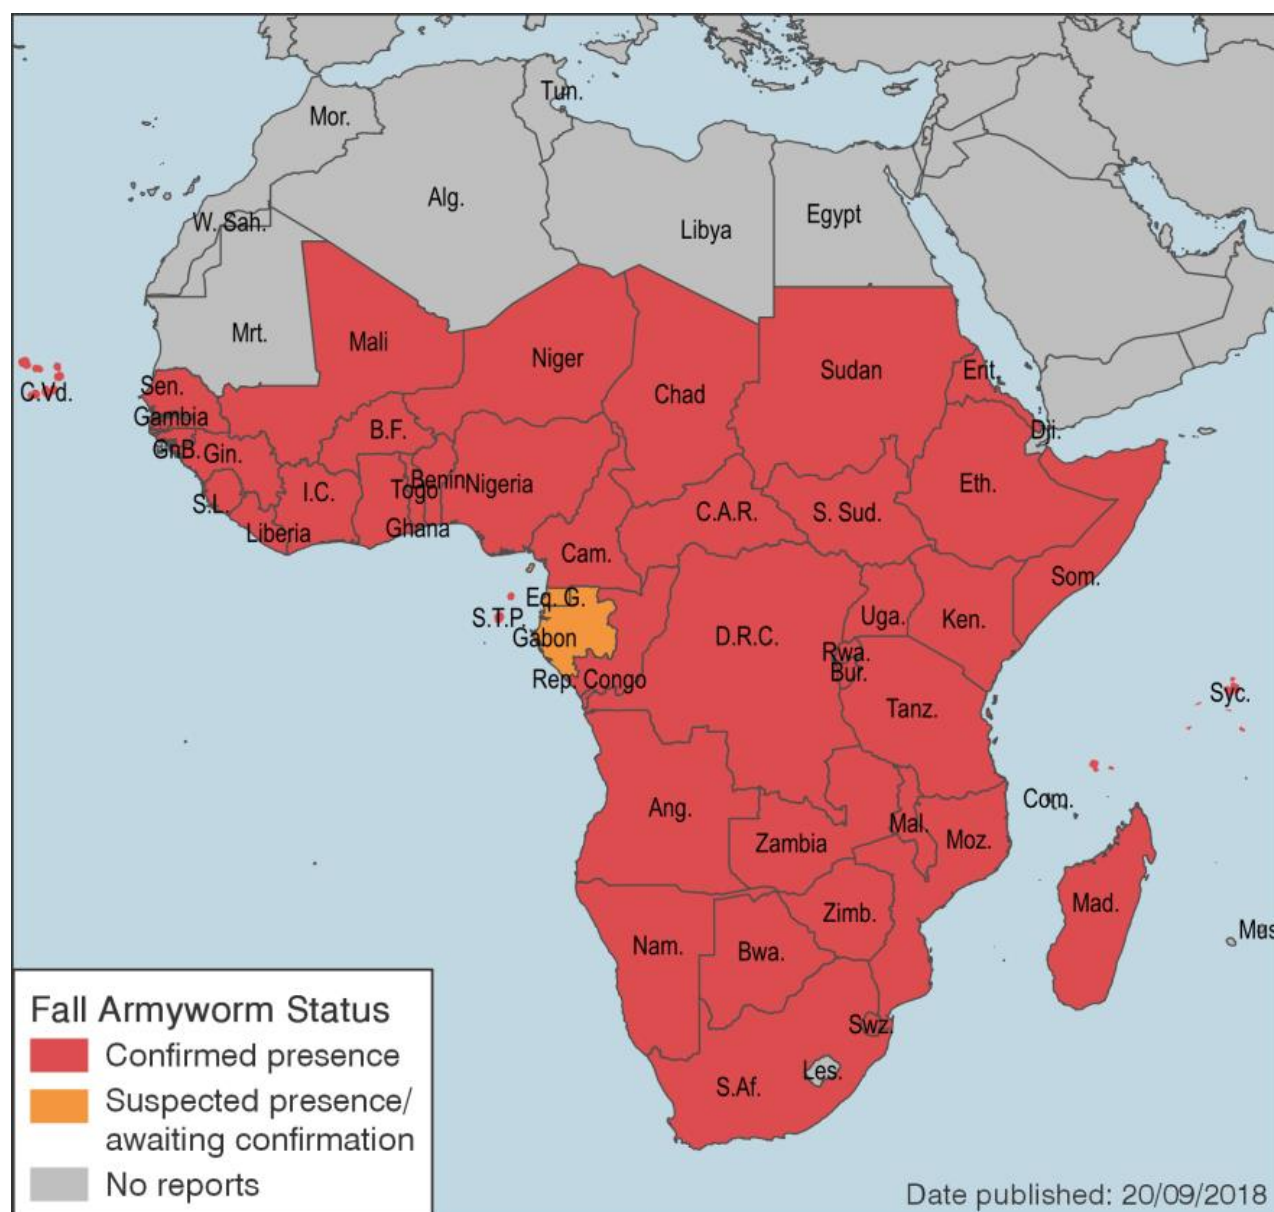 Tun.
Mor.
Alg.
W. Sah.
Libya
Egypt
Mrt.
Mali
Niger
Chad
Sudan
Erit.
C.Vd.
Sen.
Gambia
B.F.
Dji.
GnB.
Gin.
Benin
Togo
Nigeria
Eth.
I.C.
S.L.
C.A.R.
S. Sud.
Liberia
Ghana
Cam.
Som.
Eq. G.
S.T.P.
Uga.
Ken.
Gabon
D.R.C.
Rwa.
Bur.
Rep. Congo
Syc.
Tanz.
Com.
Ang.
Mal.
Zambia
Moz.
Mad.
Zimb.
Mus
Nam.
Bwa.
Swz.
Les.
S.Af.
Fall Armyworm Status
Confirmed presence
Suspected presence/
awaiting confirmation
No reports
Date published: 20/09/2018